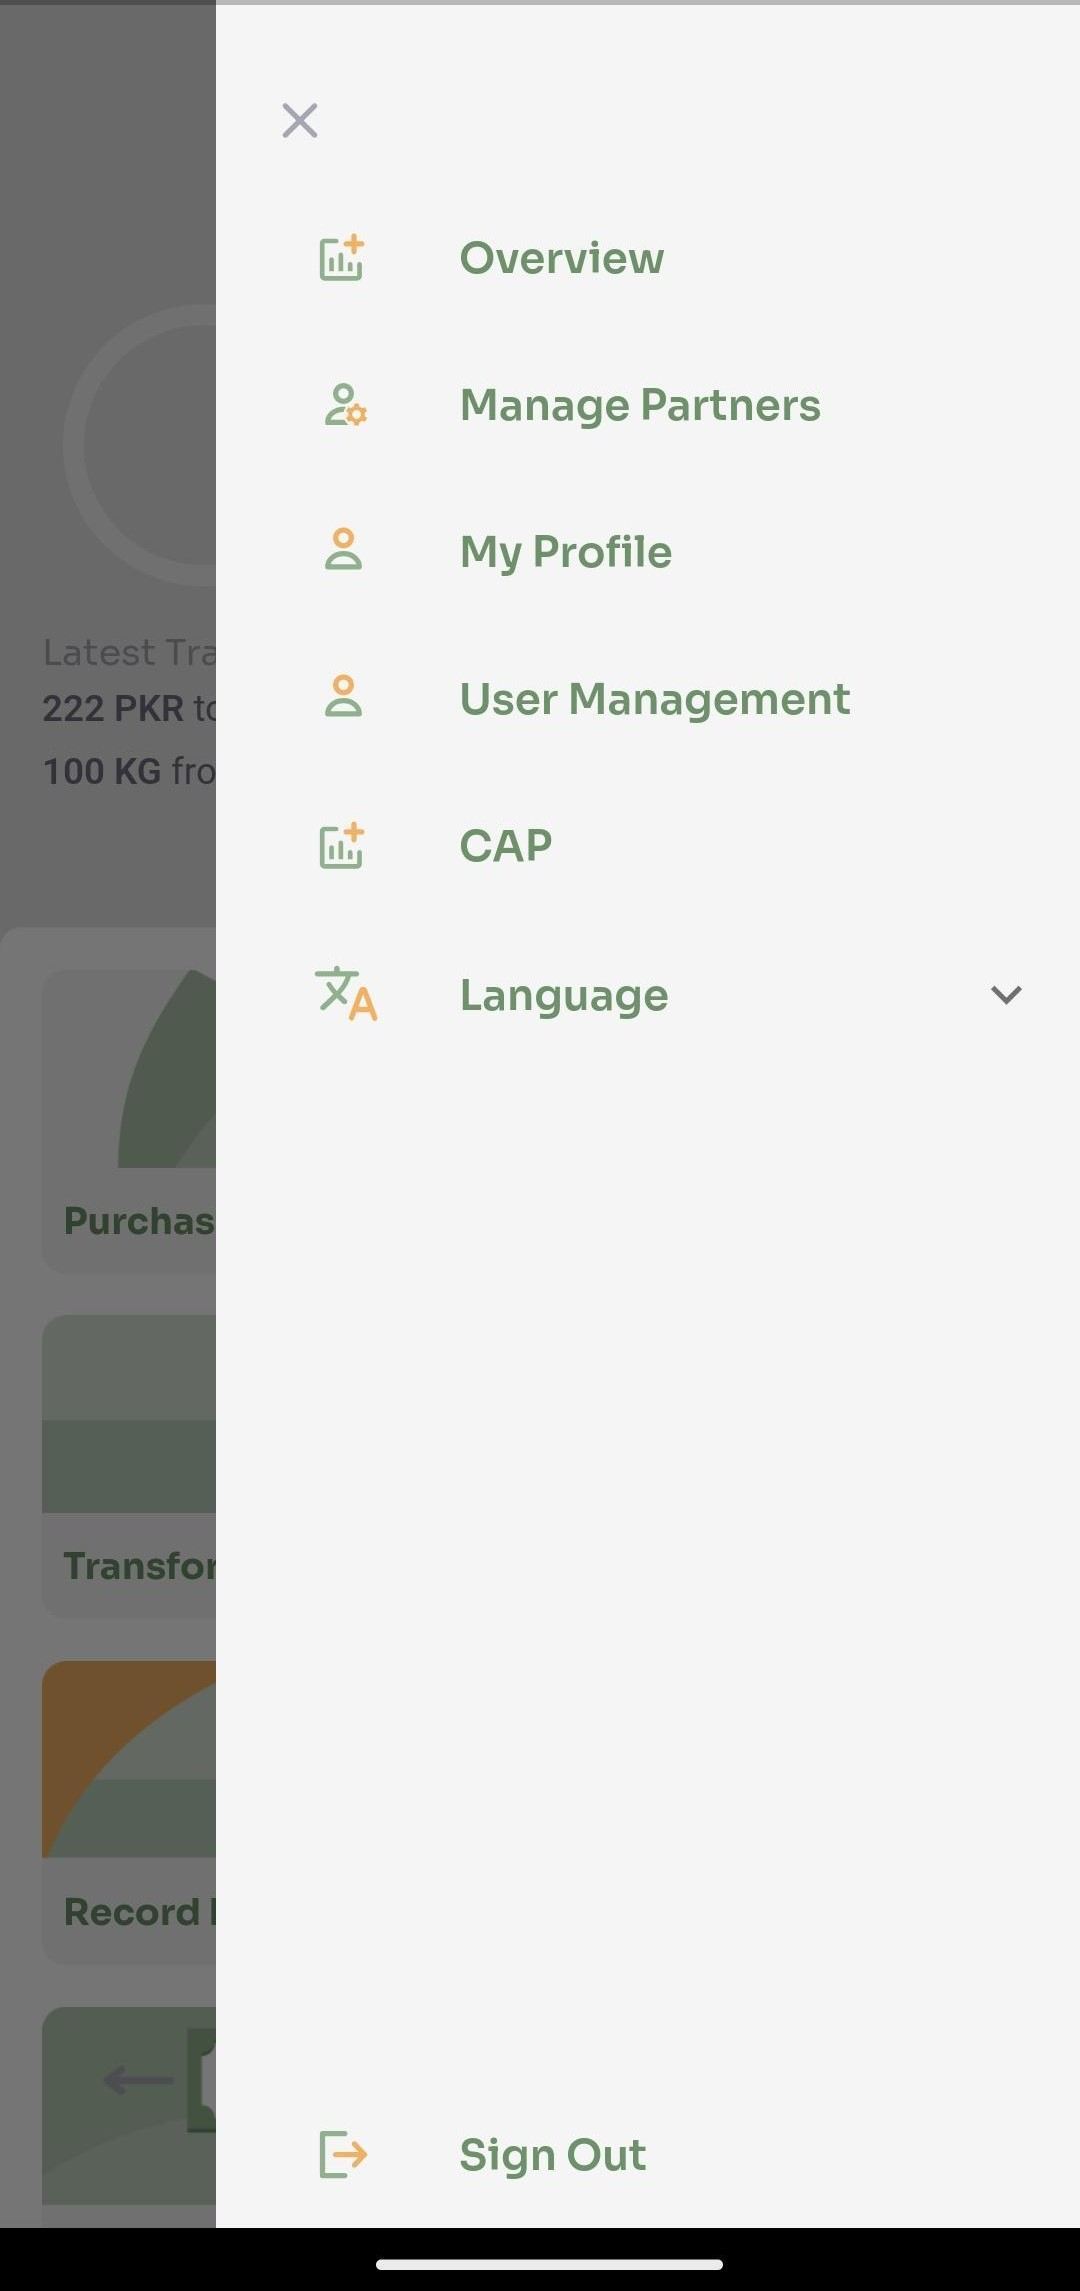 Overview
Manage Partners
My Profile
User Management
CAP
Language
Sign Out
Latest Tra
222 PKR to
100 KG fro
Purchas
Transfor
Record